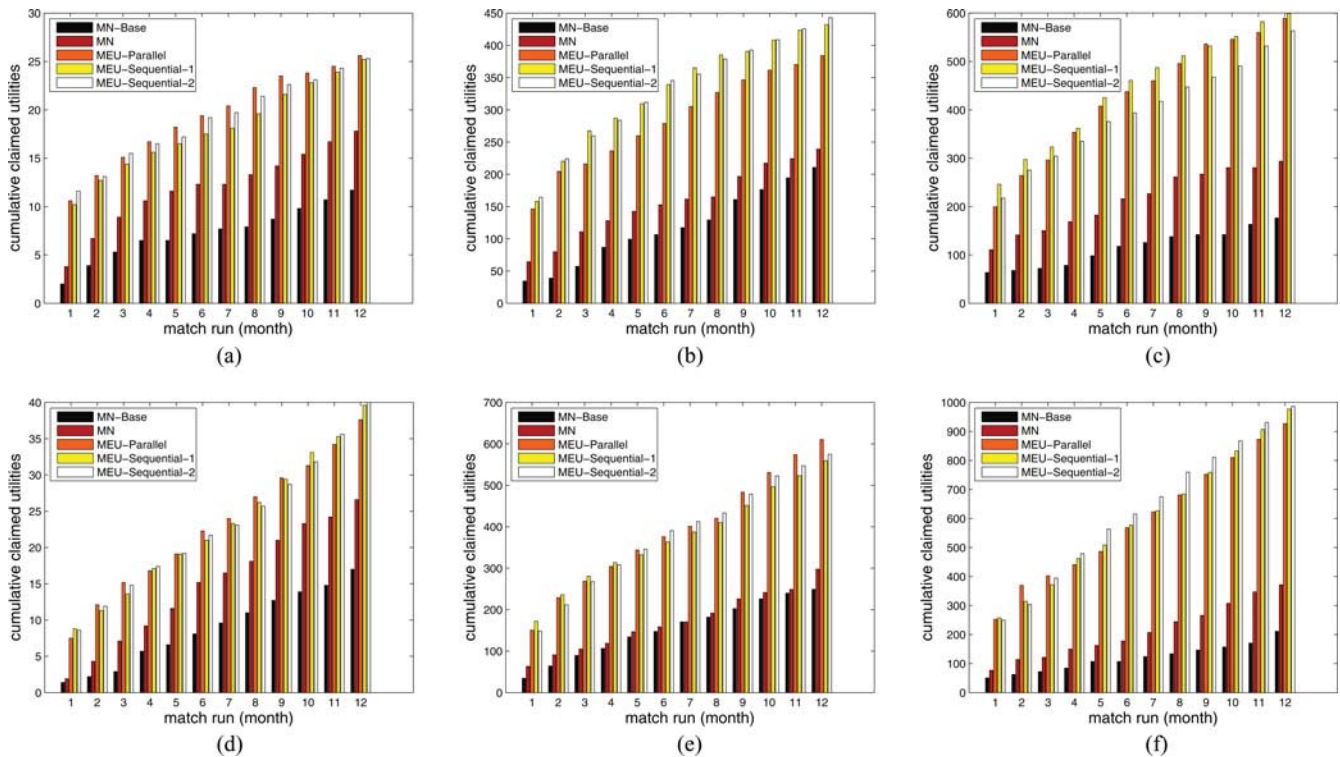 30
25
20
15
10
5
0
cumulative claimed utilities
MN-Base
MN
MEU-Parallel
MEU-Sequential-1
MEU-Sequential-2
1 2 3 4 5 6 7 8 9 10 11 12
match run (month)
(a)
450
400
350
300
250
200
150
100
50
0
cumulative claimed utilities
MN-Base
MN
MEU-Parallel
MEU-Sequential-1
MEU-Sequential-2
1 2 3 4 5 6 7 8 9 10 11 12
match run (month)
(b)
600
500
400
300
200
100
0
cumulative claimed utilities
MN-Base
MN
MEU-Parallel
MEU-Sequential-1
MEU-Sequential-2
1 2 3 4 5 6 7 8 9 10 11 12
match run (month)
(c)
40
35
30
25
20
15
10
5
0
cumulative claimed utilities
MN-Base
MN
MEU-Parallel
MEU-Sequential-1
MEU-Sequential-2
1 2 3 4 5 6 7 8 9 10 11 12
match run (month)
(d)
700
600
500
400
300
200
100
0
cumulative claimed utilities
MN-Base
MN
MEU-Parallel
MEU-Sequential-1
MEU-Sequential-2
1 2 3 4 5 6 7 8 9 10 11 12
match run (month)
(e)
1000
900
800
700
600
500
400
300
200
100
0
cumulative claimed utilities
MN-Base
MN
MEU-Parallel
MEU-Sequential-1
MEU-Sequential-2
1 2 3 4 5 6 7 8 9 10 11 12
match run (month)
(f)